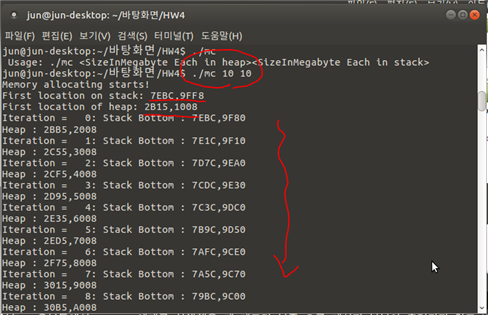 jun@jun-desktop: ~/바탕화면/HW4
파일(F) 편집(E) 보기(V) 검색(S) 터미널(T) 도움말(H)
jun@jun-desktop:~/바탕화면/HW4$ ./mc
Usage: ./mc <SizeInMegabyte Each in heap><SizeInMegabyte Each in stack>
jun@jun-desktop:~/바탕화면/HW4$ ./mc 10 10
Memory allocating starts!
First location on stack: 7EBC,9FF8
First location of heap: 2B15,1008
Iteration =   0: Stack Bottom : 7EBC,9F80
Heap : 2BB5,2008
Iteration =   1: Stack Bottom : 7E1C,9F10
Heap : 2C55,3008
Iteration =   2: Stack Bottom : 7D7C,9EA0
Heap : 2CF5,4008
Iteration =   3: Stack Bottom : 7CDC,9E30
Heap : 2D95,5008
Iteration =   4: Stack Bottom : 7C3C,9DC0
Heap : 2E35,6008
Iteration =   5: Stack Bottom : 7B9C,9D50
Heap : 2ED5,7008
Iteration =   6: Stack Bottom : 7AFC,9CE0
Heap : 2F75,8008
Iteration =   7: Stack Bottom : 7A5C,9C70
Heap : 3015,9008
Iteration =   8: Stack Bottom : 79BC,9C00
Heap : 30B5,A008